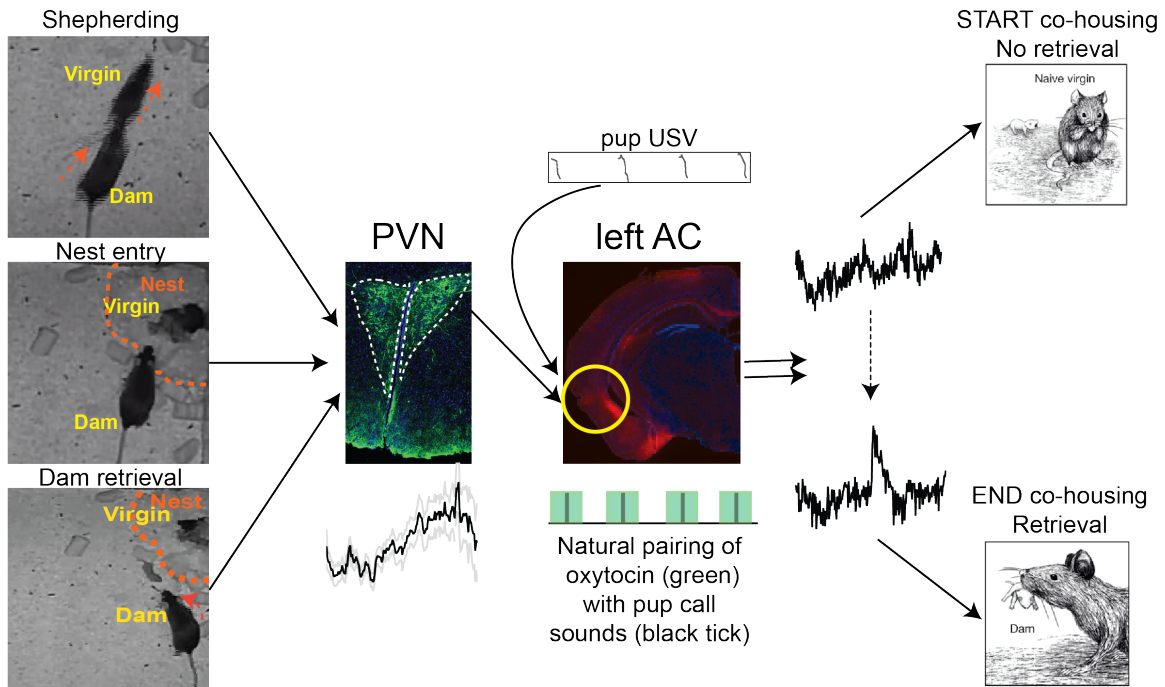 Shepherding
Virgin
Dam
Nest entry
Nest
Virgin
Dam
Dam retrieval
Nest
Virgin
Dam
PVN
pup USV
left AC
Natural pairing of
oxytocin (green)
with pup call
sounds (black tick)
START co-housing
No retrieval
Naive virgin
END co-housing
Retrieval
Dam